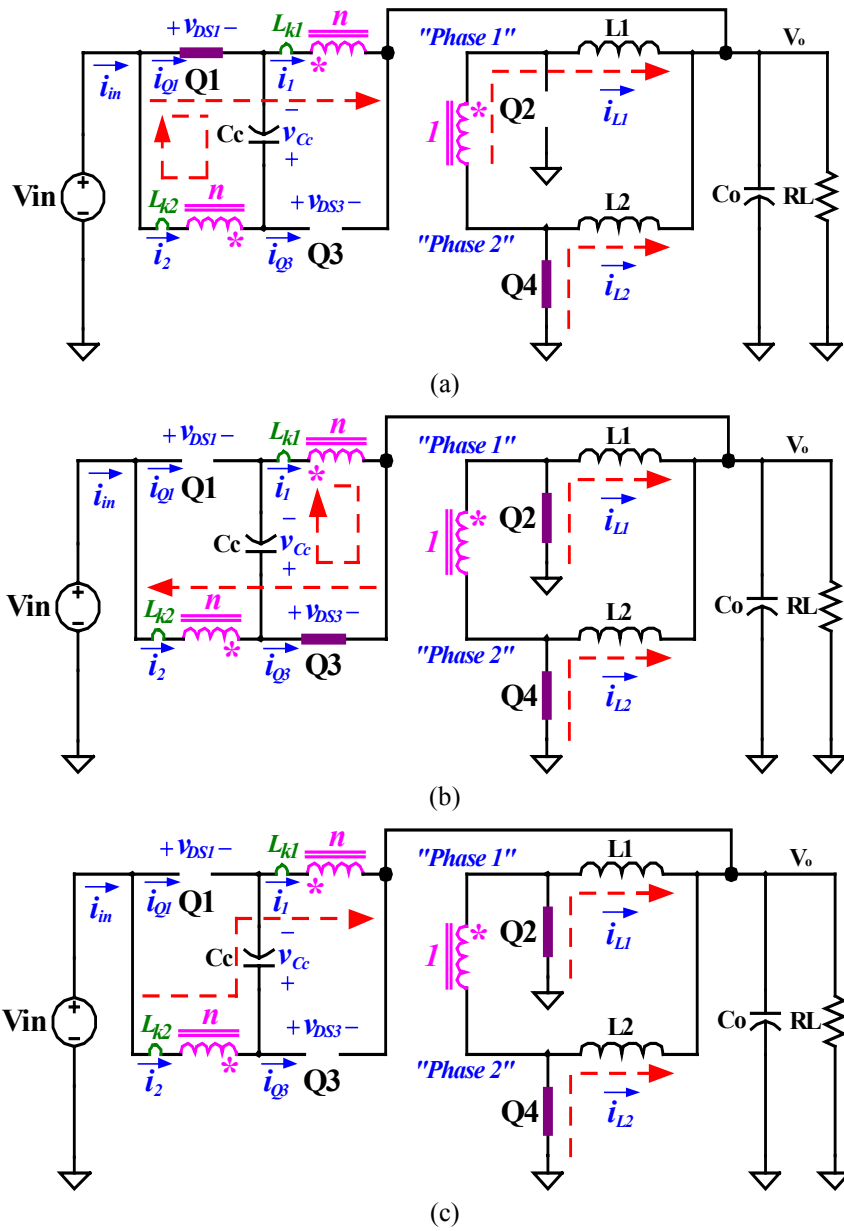 + vDS1 − Lk1 n "Phase 1" L1 Vo
iin iQ1 Q1 i1 * Q2 iL1
− 1 *
Cc vCc
+
Vin Lk2 n + vDS3 − L2 Co RL
* "Phase 2"
i2 iQ3 Q3 Q4 iL2
(a)
+ vDS1 − Lk1 n "Phase 1" L1 Vo
iin iQ1 Q1 i1 * Q2 iL1
− 1 *
Cc vCc
+
Vin Lk2 n + vDS3 − L2 Co RL
* "Phase 2"
i2 iQ3 Q3 Q4 iL2
(b)
+ vDS1 − Lk1 n "Phase 1" L1 Vo
iin iQ1 Q1 i1 * Q2 iL1
− 1 *
Cc vCc
+
Vin Lk2 n + vDS3 − L2 Co RL
* "Phase 2"
i2 iQ3 Q3 Q4 iL2
(c)